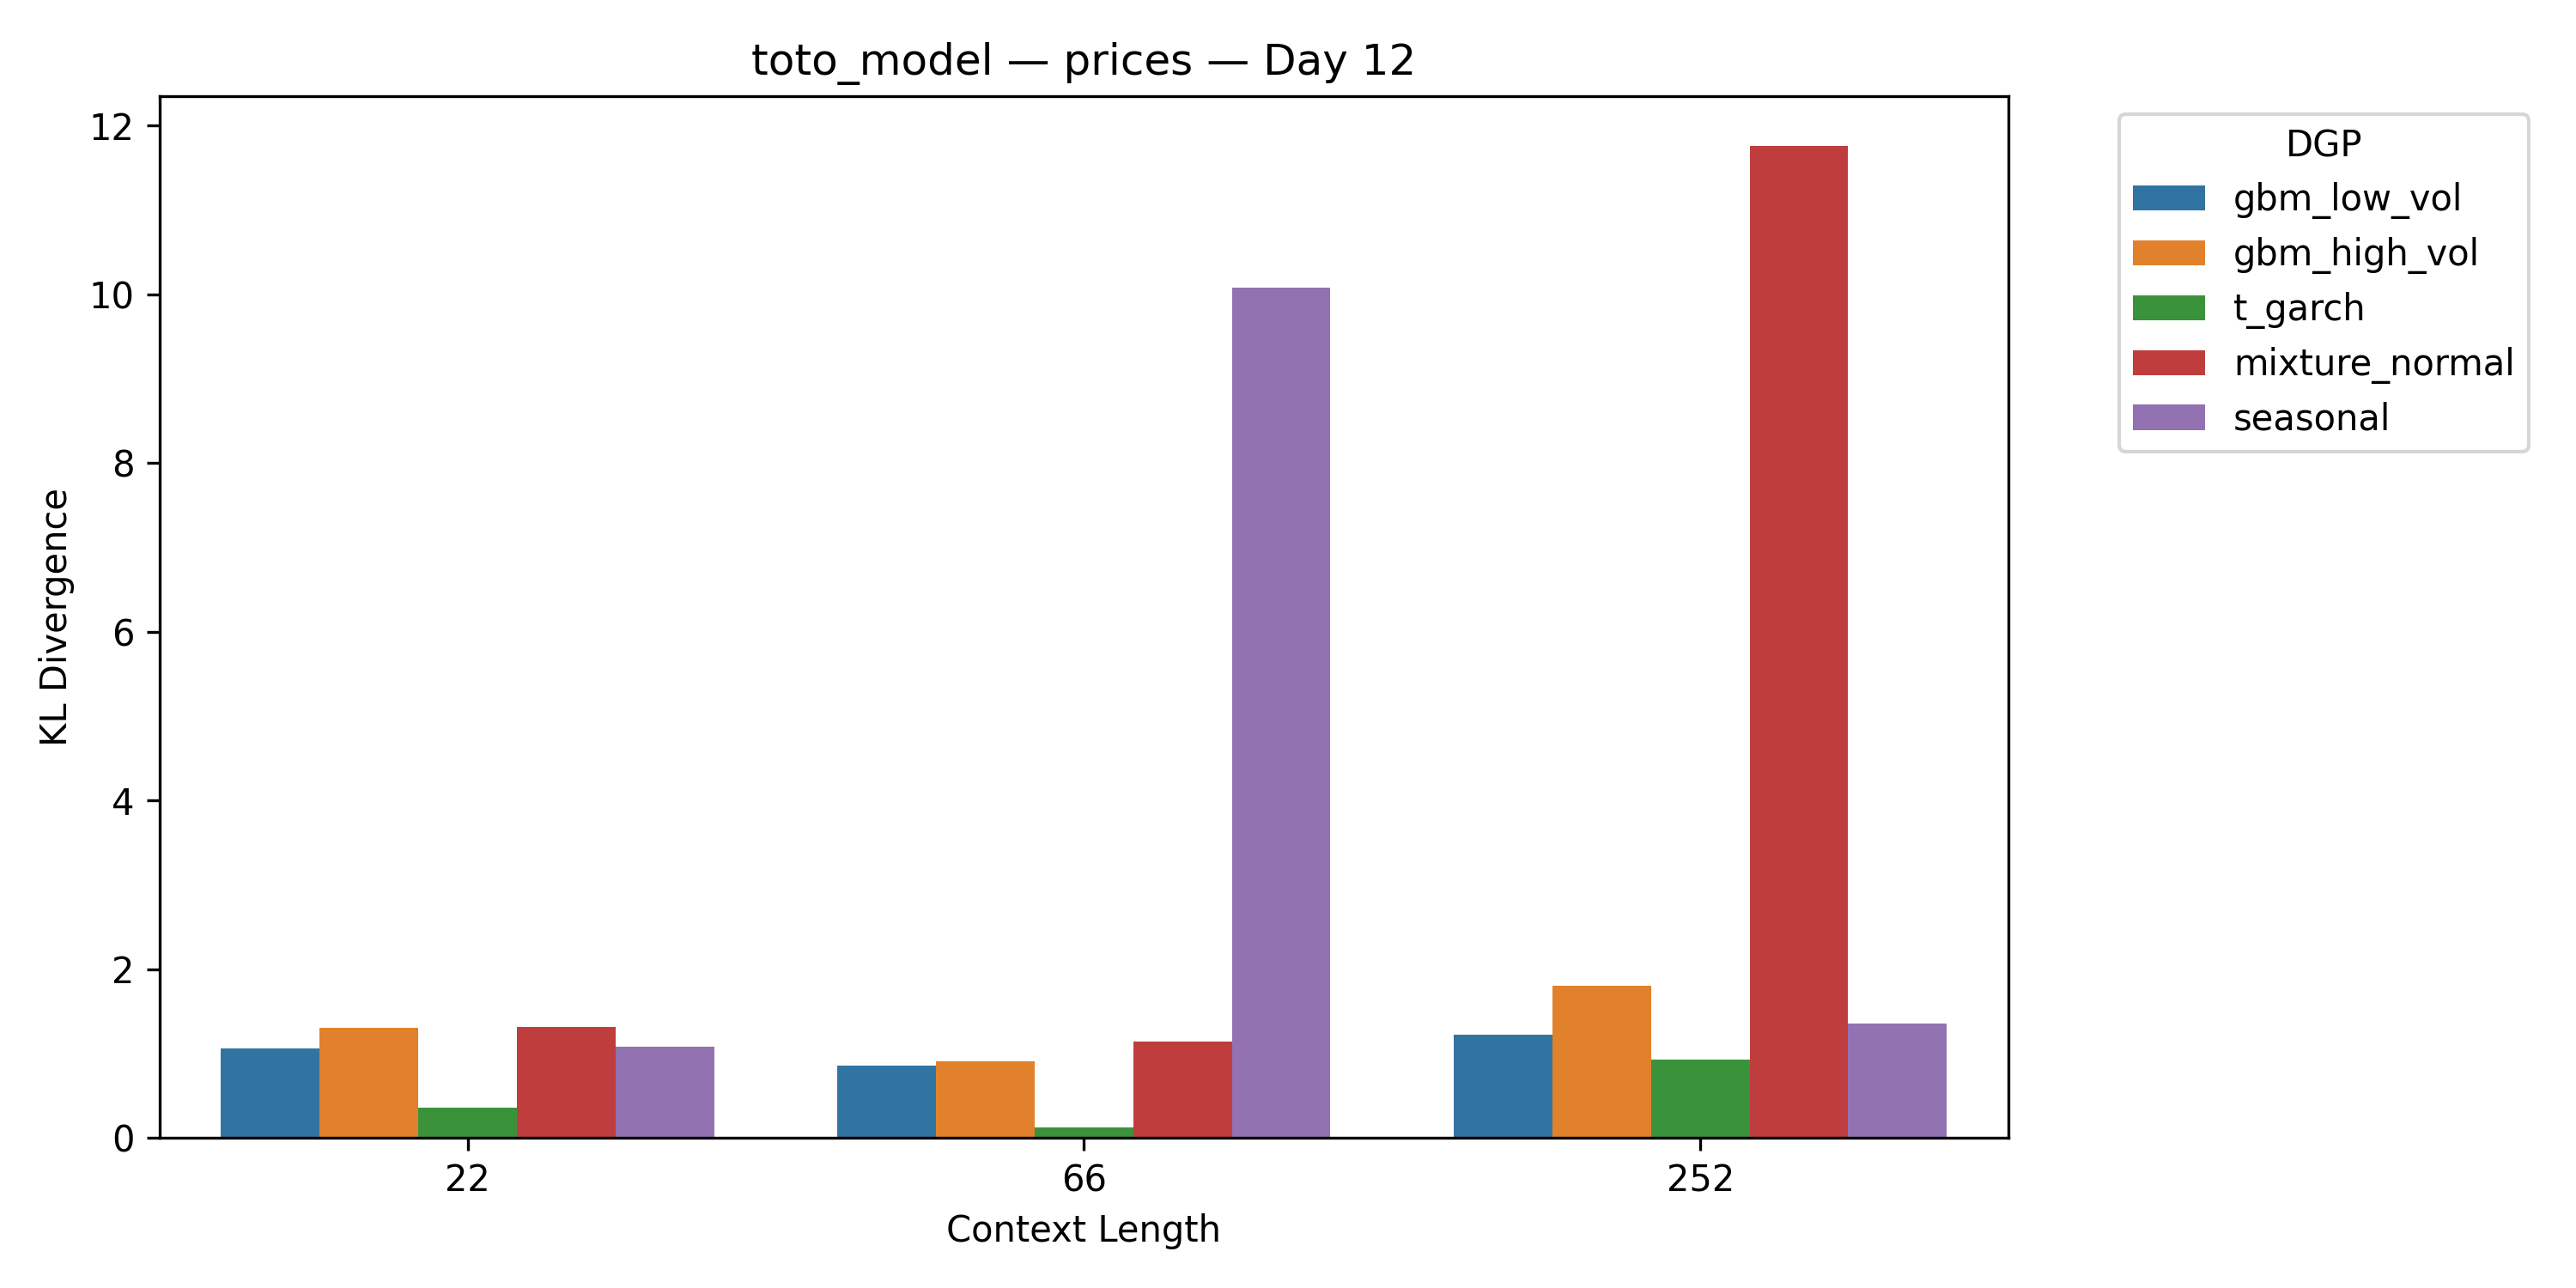 toto_model — prices — Day 12
KL Divergence
12
10
8
6
4
2
0
22
66
252
Context Length
DGP
gbm_low_vol
gbm_high_vol
t_garch
mixture_normal
seasonal